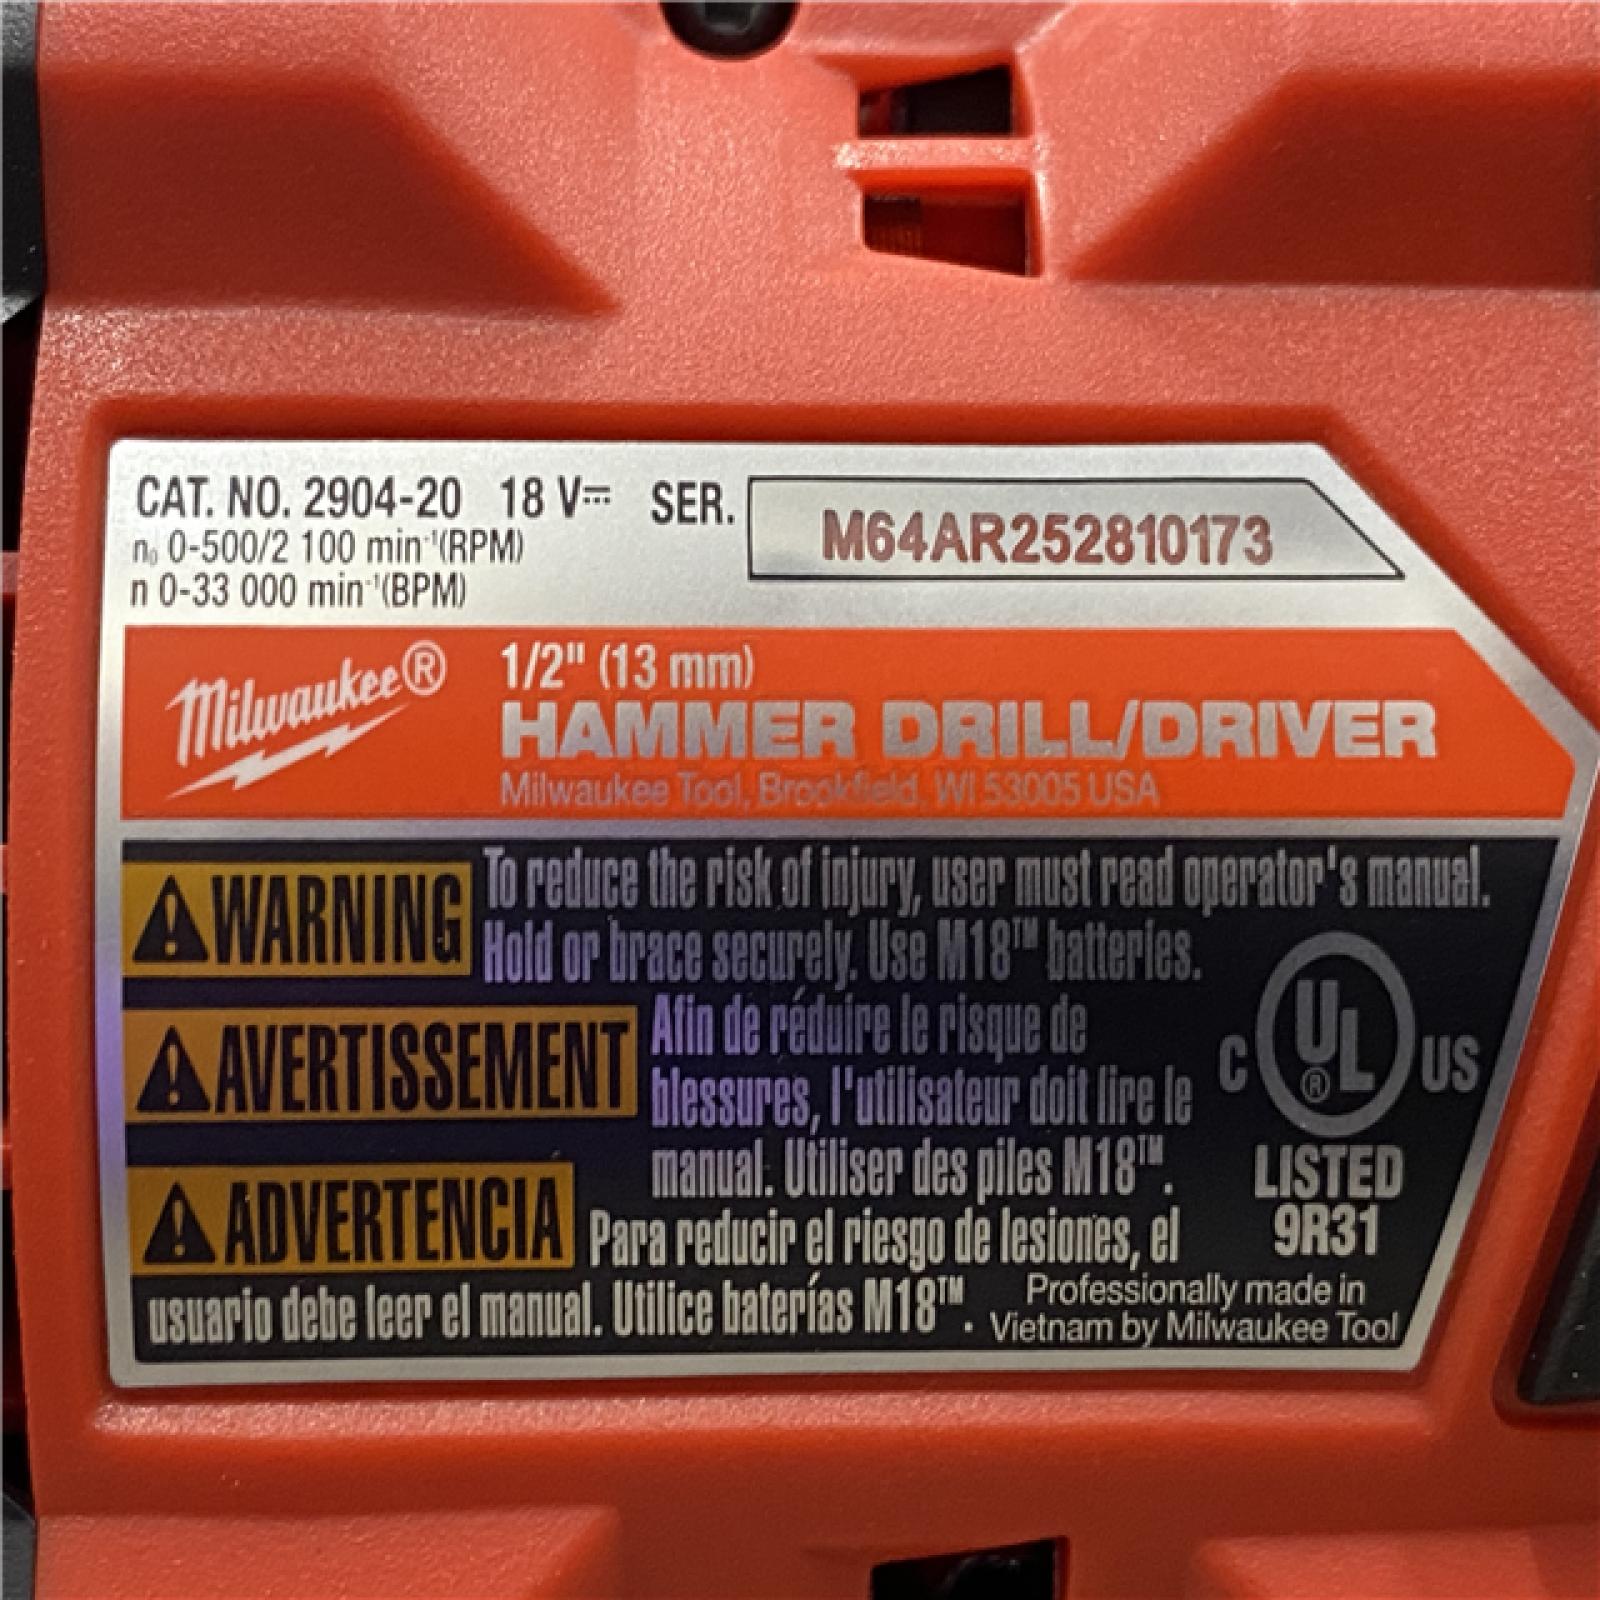 CAT. NO. 2904-20 18 V⎓ SER. M64AR252810173
n₀ 0-500/2 100 min⁻¹(RPM)
n 0-33 000 min⁻¹(BPM)
Milwaukee®
1/2" (13 mm)
HAMMER DRILL/DRIVER
Milwaukee Tool, Brookfield, WI 53005 USA
⚠WARNING To reduce the risk of injury, user must read operator's manual.
Hold or brace securely. Use M18™ batteries.
⚠AVERTISSEMENT Afin de réduire le risque de
blessures, l'utilisateur doit lire le
manual. Utiliser des piles M18™.
⚠ADVERTENCIA Para reducir el riesgo de lesiones, el
usuario debe leer el manual. Utilice baterías M18™.
C UL® US
LISTED
9R31
Professionally made in
Vietnam by Milwaukee Tool